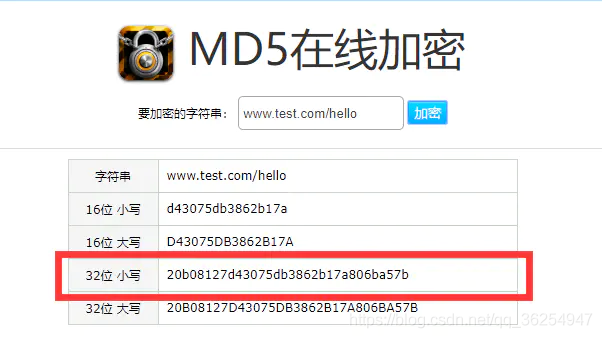 MD5在线加密
要加密的字符串： www.test.com/hello 加密
字符串 www.test.com/hello
16位 小写 d43075db3862b17a
16位 大写 D43075DB3862B17A
32位 小写 20b08127d43075db3862b17a806ba57b
32位 大写 20B08127D43075DB3862B17A806BA57B
https://blog.csdn.net/qq_36254947